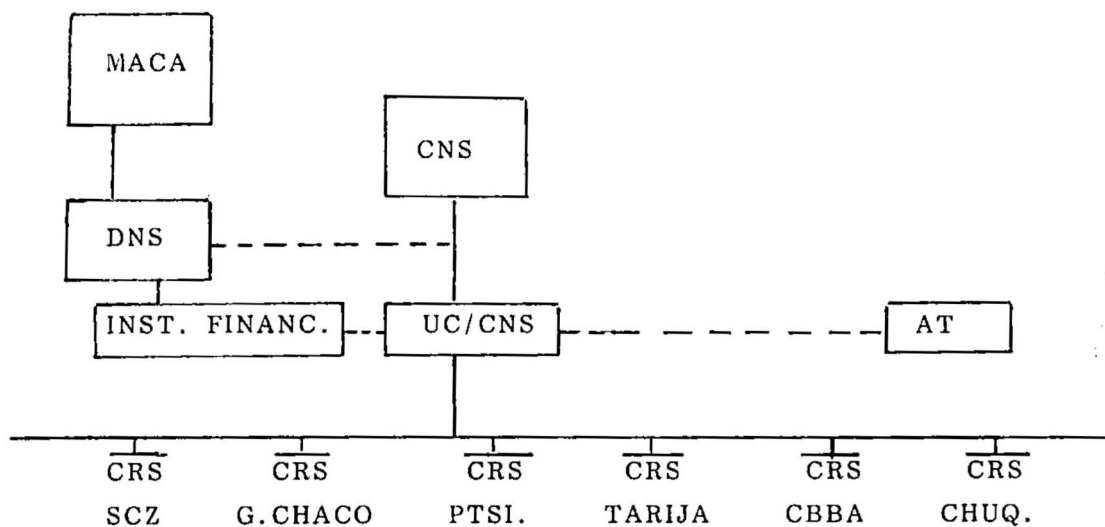 MACA
CNS
DNS
INST. FINANC. UC/CNS AT
CRS CRS CRS CRS CRS CRS
SCZ G.CHACO PTSI. TARIJA CBBA CHUQ.